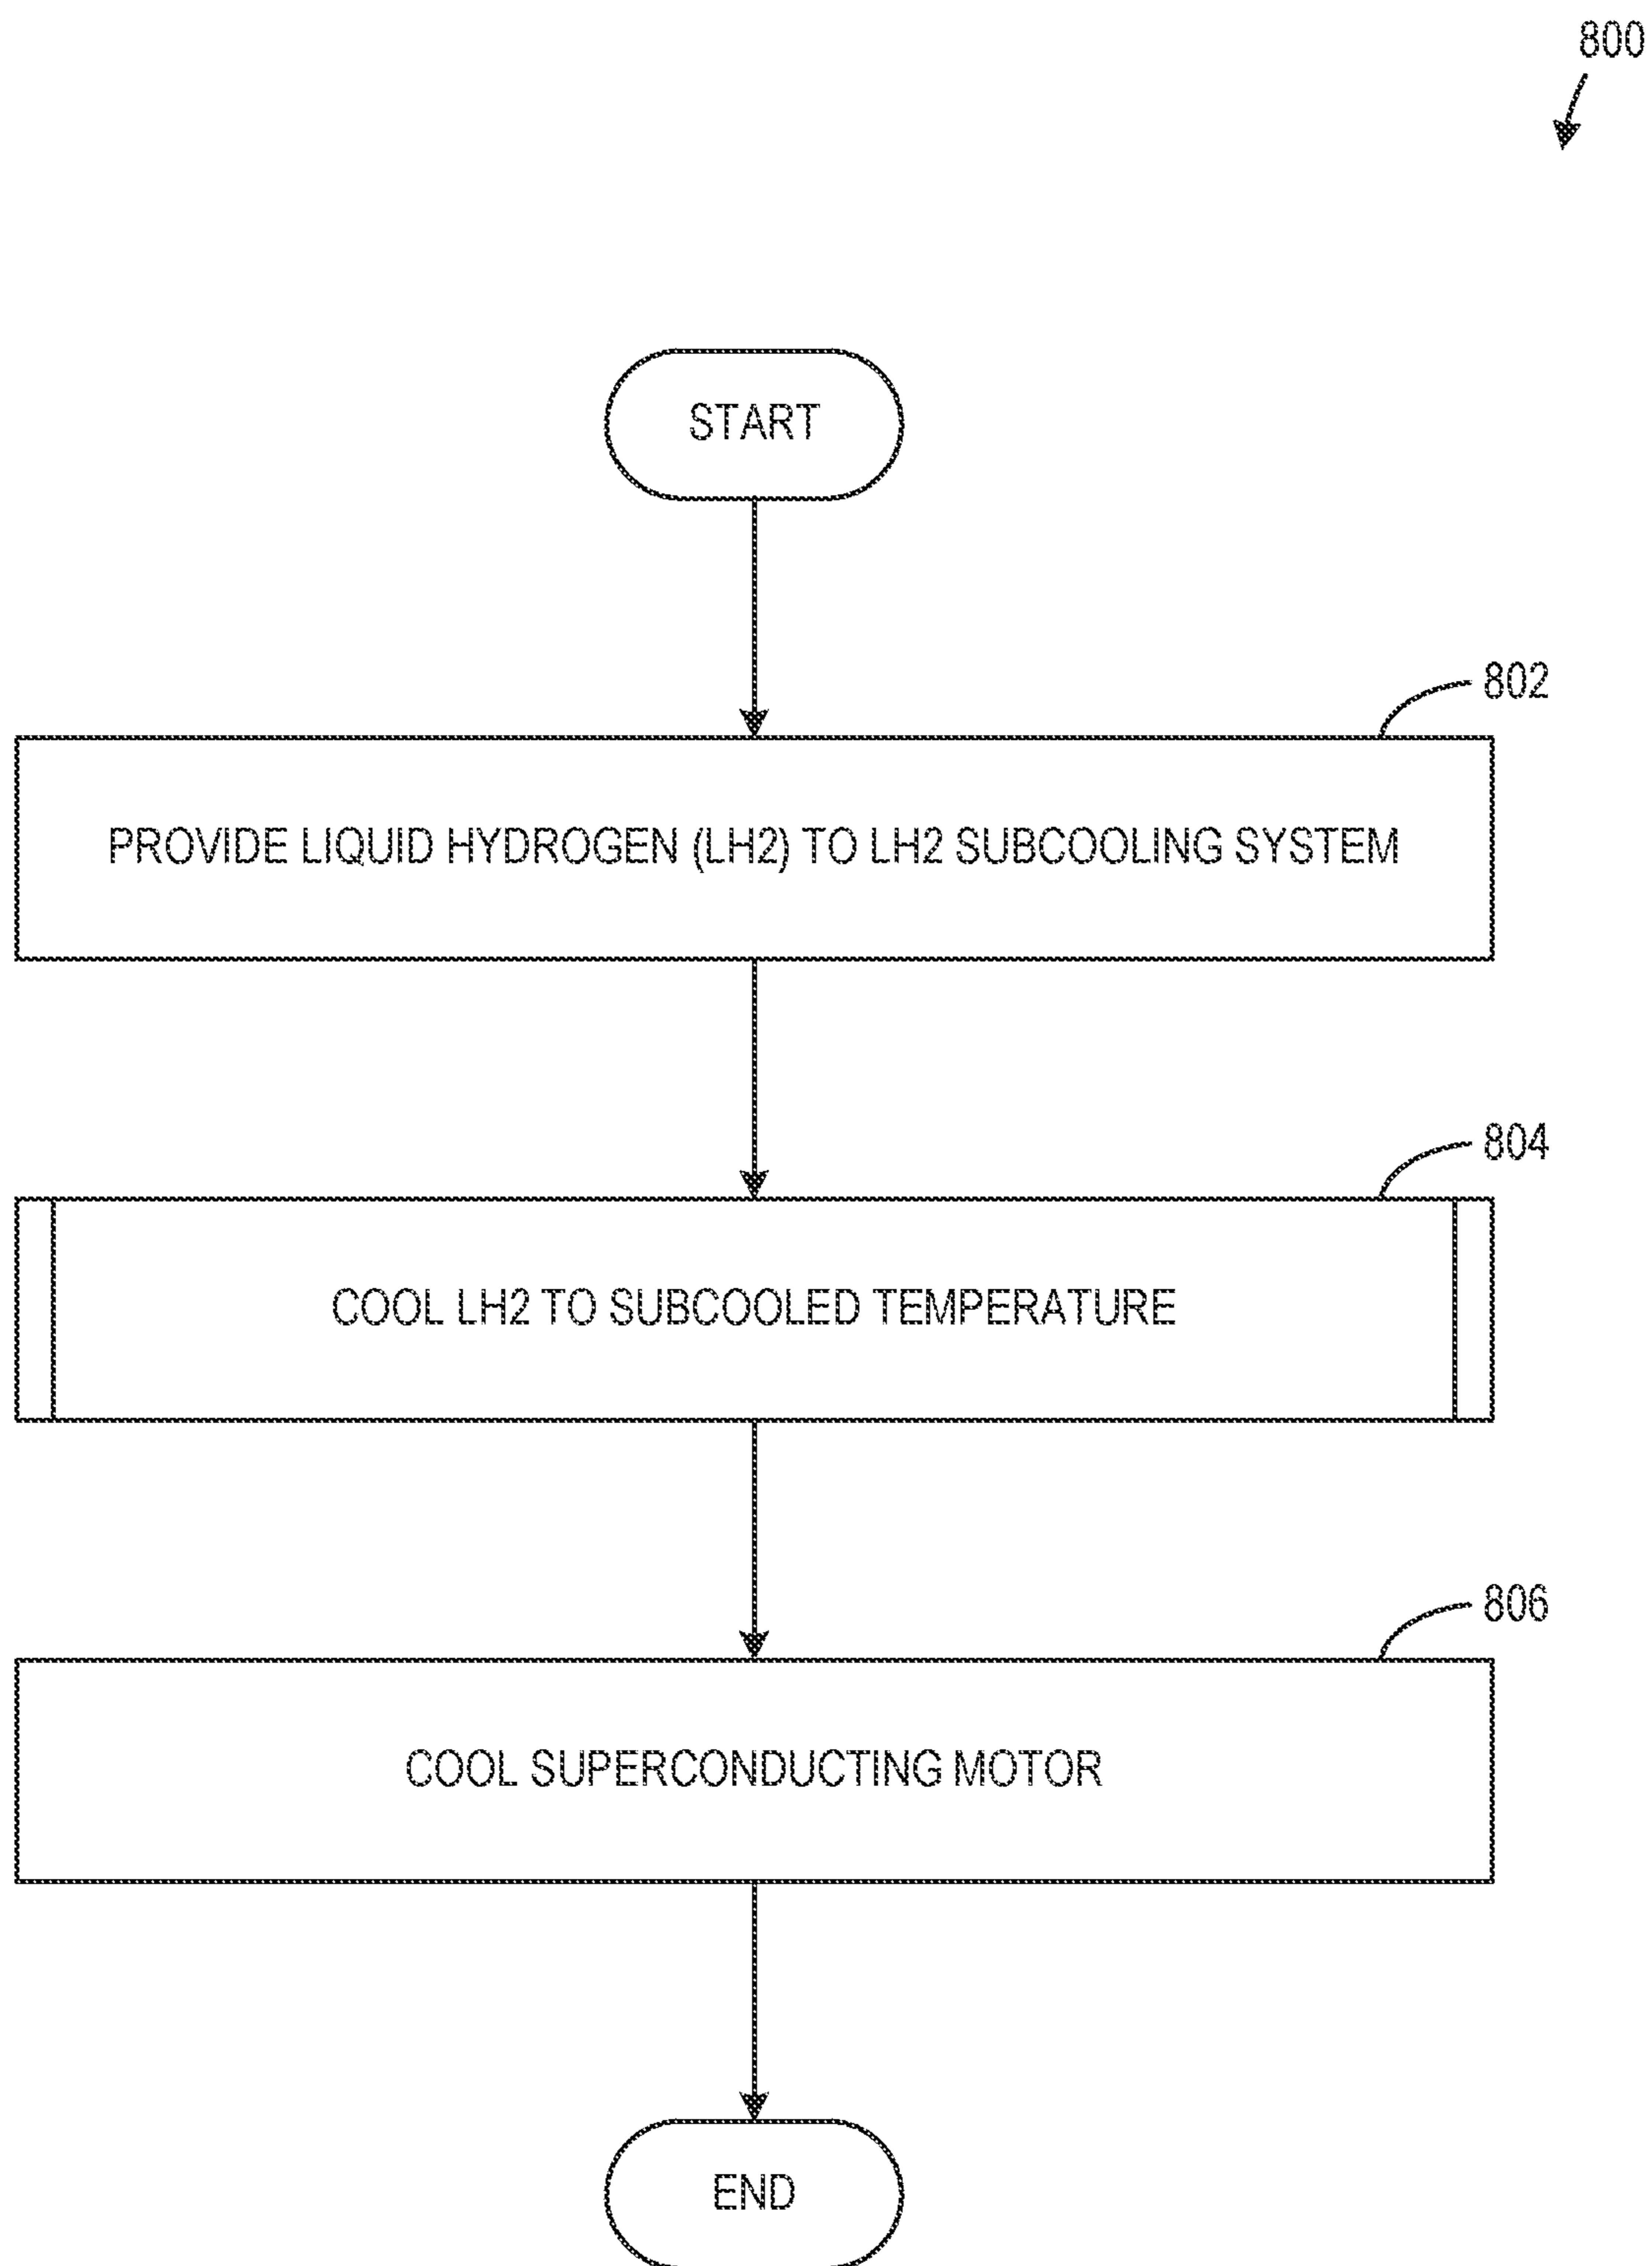 800
START
802
PROVIDE LIQUID HYDROGEN (LH2) TO LH2 SUBCOOLING SYSTEM
804
COOL LH2 TO SUBCOOLED TEMPERATURE
806
COOL SUPERCONDUCTING MOTOR
END